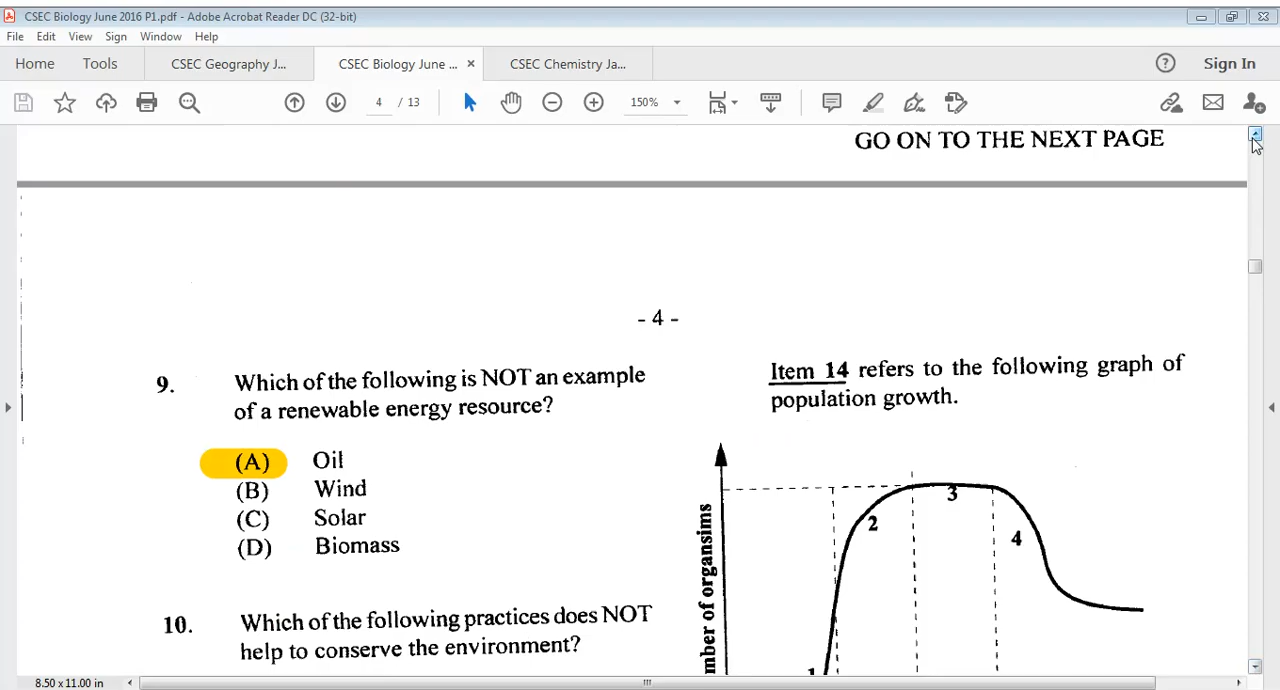 CSEC Biology June 2016 P1.pdf - Adobe Acrobat Reader DC (32-bit)
File Edit View Sign Window Help
Home Tools CSEC Geography J... CSEC Biology June ... × CSEC Chemistry Ja... ? Sign In
4 / 13 150%
GO ON TO THE NEXT PAGE
- 4 -
9. Which of the following is NOT an example
of a renewable energy resource?
(A) Oil
(B) Wind
(C) Solar
(D) Biomass
10. Which of the following practices does NOT
help to conserve the environment?
Item 14 refers to the following graph of
population growth.
mber of organsims
1
2
3
4
8.50 x 11.00 in